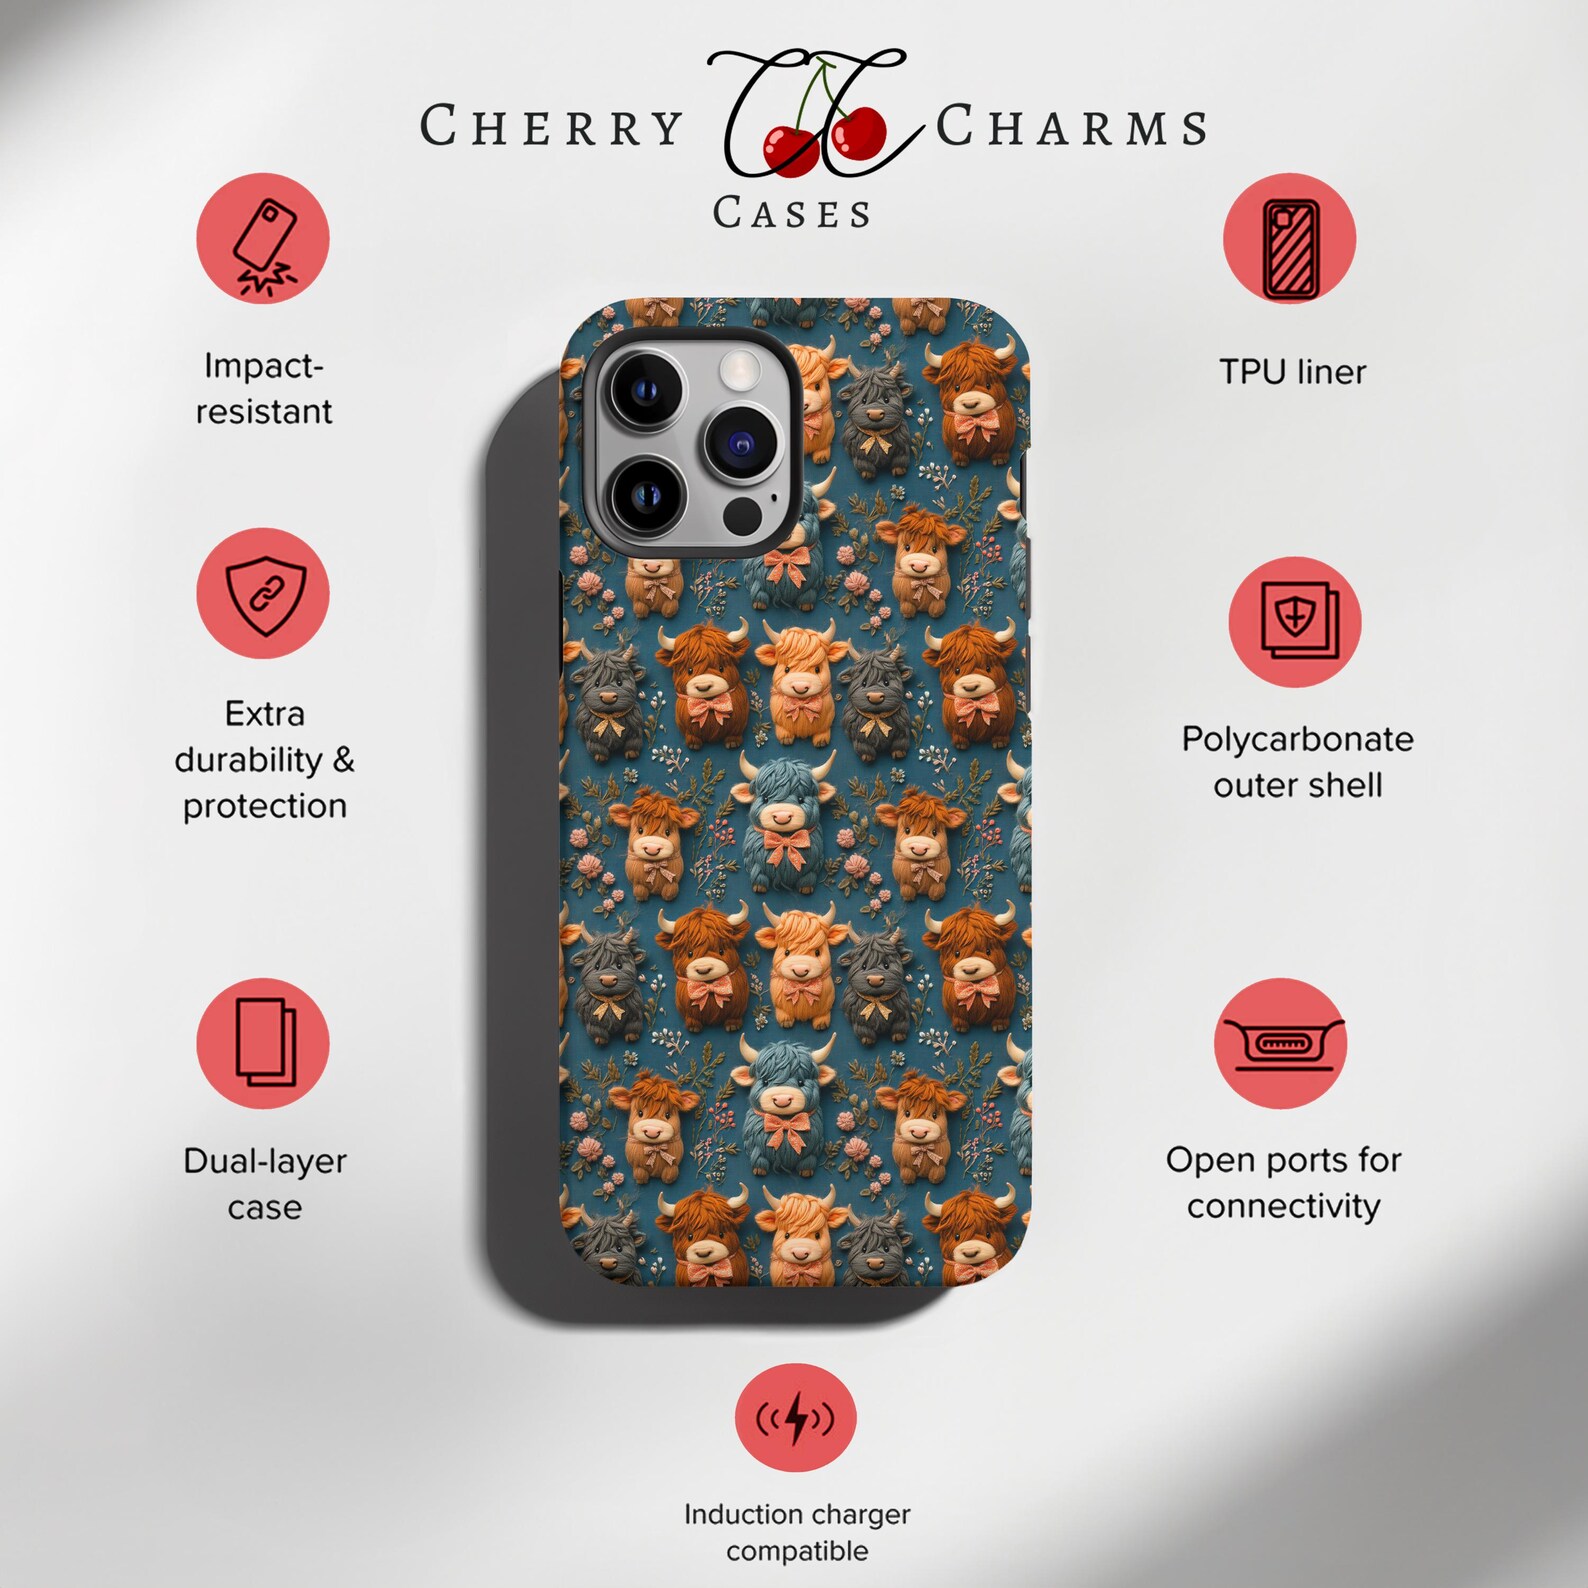 CHERRY CC CHARMS
CASES
Impact-
resistant
TPU liner
Extra
durability &
protection
Polycarbonate
outer shell
Dual-layer
case
Open ports for
connectivity
Induction charger
compatible